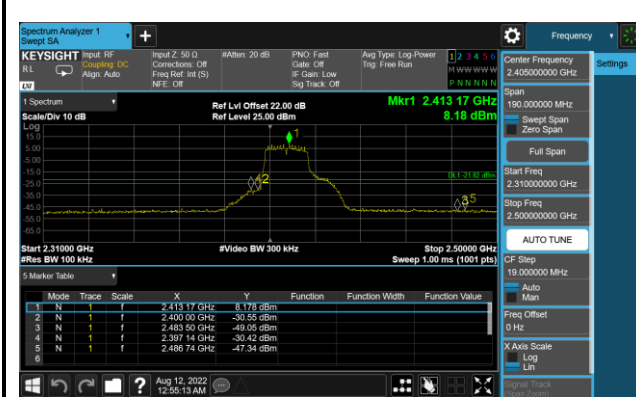 Spectrum Analyzer 1
Swept SA
+
Frequency
KEYSIGHT
Input: RF
Input Z: 50 Ω
#Atten: 20 dB
PNO: Fast
Avg Type: Log-Power
1 2 3 4 5 6
RL
Coupling: DC
Corrections: Off
Gate: Off
Trig: Free Run
M W W W W W
Align: Auto
Freq Ref: Int (S)
IF Gain: Low
P N N N N N
LXI
NFE: Off
Sig Track: Off
Center Frequency
2.405000000 GHz
Settings
1 Spectrum
Ref Lvl Offset 22.00 dB
Mkr1 2.413 17 GHz
Scale/Div 10 dB
Ref Level 25.00 dBm
8.18 dBm
Span
190.000000 MHz
Swept Span
Zero Span
Full Span
Log
15.0
1
5.00
-5.00
-15.0
DL1 -21.82 dBm
-25.0
-35.0
-45.0
-55.0
-65.0
Start Freq
2.310000000 GHz
Stop Freq
2.500000000 GHz
AUTO TUNE
Start 2.31000 GHz
#Video BW 300 kHz
Stop 2.50000 GHz
#Res BW 100 kHz
Sweep 1.00 ms (1001 pts)
CF Step
19.000000 MHz
Auto
Man
5 Marker Table
Mode Trace Scale X Y Function Function Width Function Value
1 N 1 f 2.413 17 GHz 8.178 dBm
2 N 1 f 2.400 00 GHz -30.55 dBm
3 N 1 f 2.483 50 GHz -49.05 dBm
4 N 1 f 2.397 14 GHz -30.42 dBm
5 N 1 f 2.486 74 GHz -47.34 dBm
6
Freq Offset
0 Hz
X Axis Scale
Log
Lin
Signal Track
(Span Zoom)
?
Aug 12, 2022
12:55:13 AM